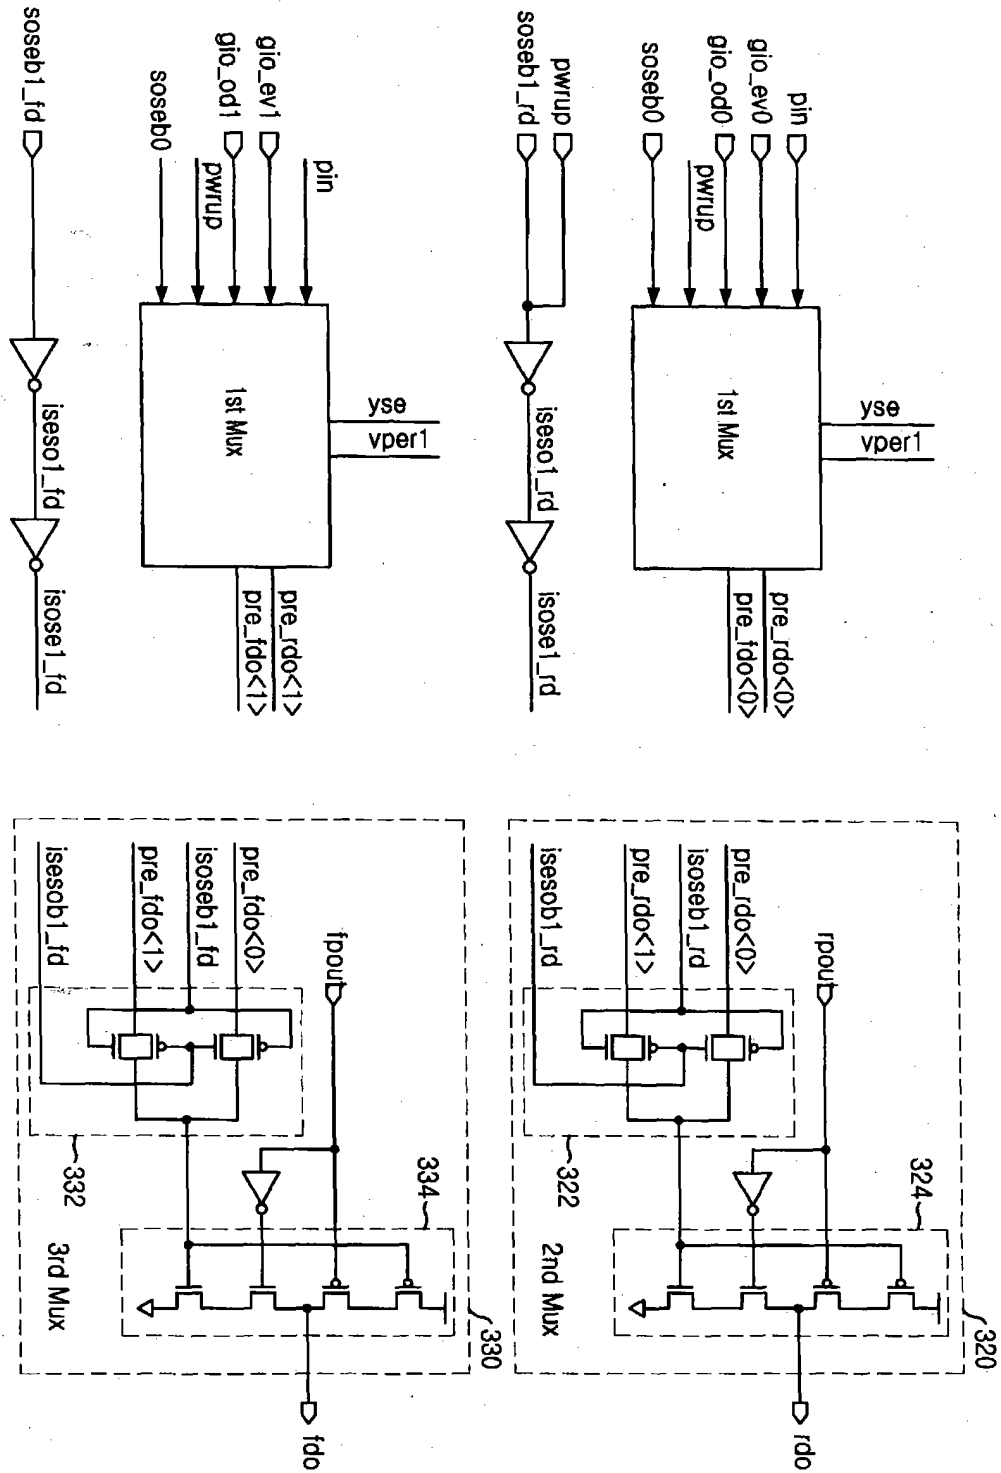 pin
gio_ev0
gio_od0
pwrup
soseb0
1st Mux
yse
vper1
pre_rdo<0>
pre_fdo<0>
pwrup
soseb1_rd
iseso1_rd
isose1_rd
pin
gio_ev1
gio_od1
pwrup
soseb0
1st Mux
yse
vper1
pre_rdo<1>
pre_fdo<1>
soseb1_fd
iseso1_fd
isose1_fd
320
rpout
pre_rdo<0>
isoseb1_rd
pre_rdo<1>
isesob1_rd
322
324
2nd Mux
rdo
330
fpout
pre_fdo<0>
isoseb1_fd
pre_fdo<1>
isesob1_fd
332
334
3rd Mux
fdo